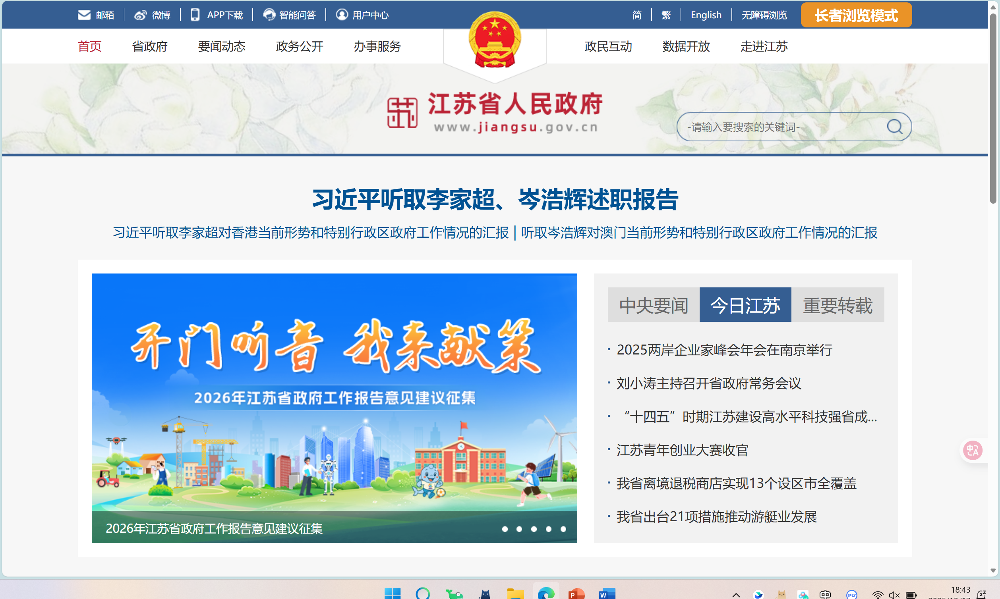 邮箱 微博 APP下载 智能问答 用户中心 简 繁 English 无障碍浏览 长者浏览模式
首页 省政府 要闻动态 政务公开 办事服务 政民互动 数据开放 走进江苏
江苏省人民政府
www.jiangsu.gov.cn
-请输入要搜索的关键词-
习近平听取李家超、岑浩辉述职报告
习近平听取李家超对香港当前形势和特别行政区政府工作情况的汇报 | 听取岑浩辉对澳门当前形势和特别行政区政府工作情况的汇报
开门听音 我来献策
2026年江苏省政府工作报告意见建议征集
2026年江苏省政府工作报告意见建议征集
中央要闻 今日江苏 重要转载
2025两岸企业家峰会年会在南京举行
刘小涛主持召开省政府常务会议
“十四五”时期江苏建设高水平科技强省成...
江苏青年创业大赛收官
我省离境退税商店实现13个设区市全覆盖
我省出台21项措施推动游艇业发展
中 A
P W 中 iFLY 18:43